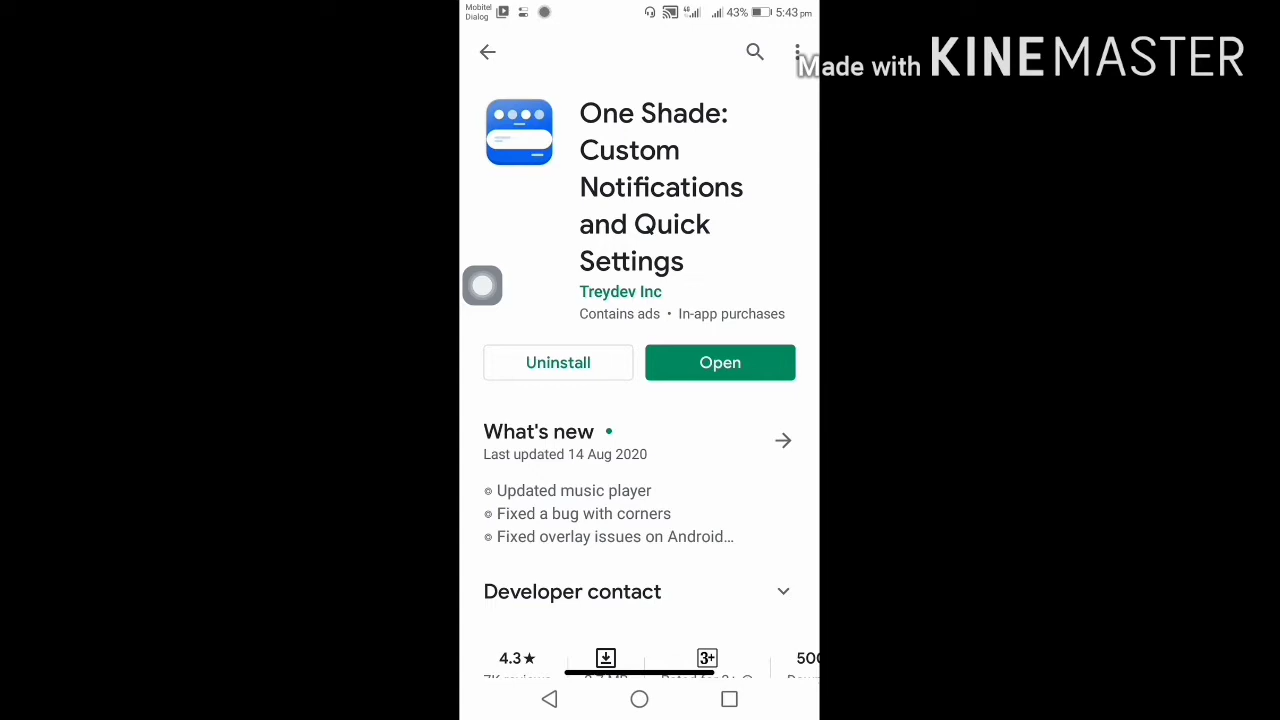 Mobitel
Dialog
43%
5:43 pm
Made with KINEMASTER
One Shade:
Custom
Notifications
and Quick
Settings
Treydev Inc
Contains ads • In-app purchases
Uninstall
Open
What's new •
Last updated 14 Aug 2020
Updated music player
Fixed a bug with corners
Fixed overlay issues on Android...
Developer contact
4.3★
3+
7K reviews